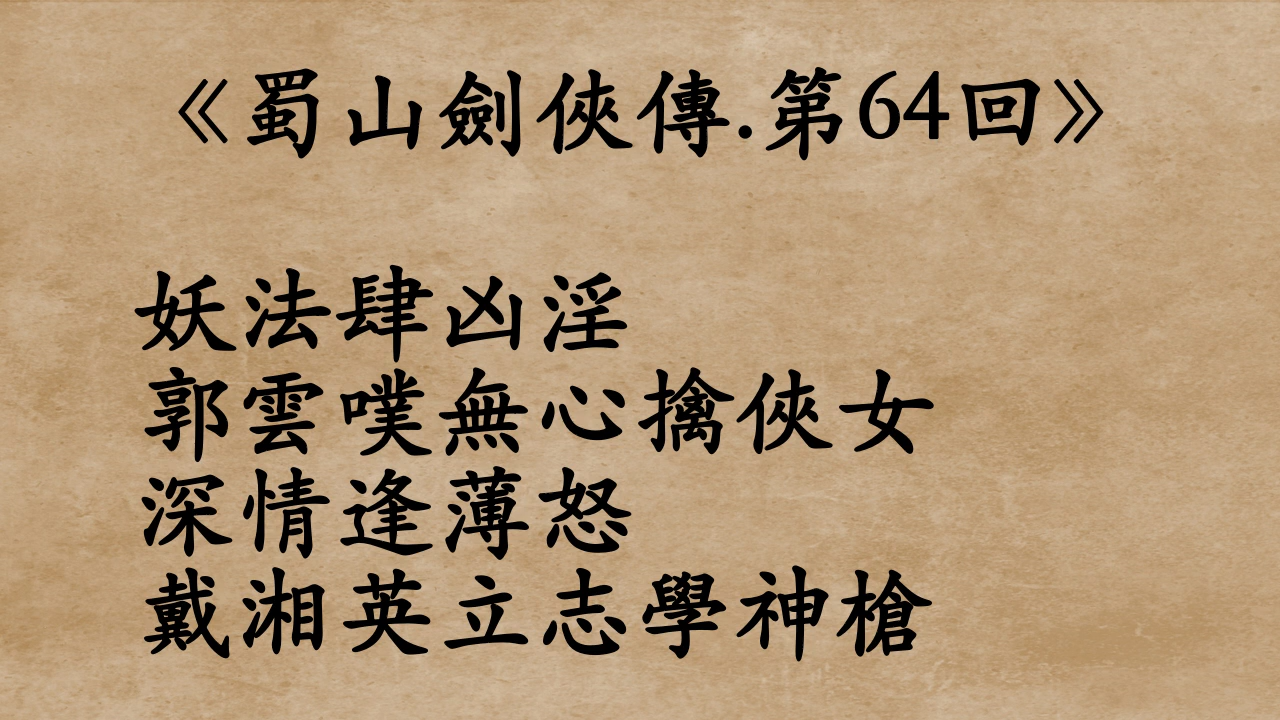 《蜀山劍俠傳.第64回》
妖法肆凶淫
郭雲噗無心擒俠女
深情逢薄怒
戴湘英立志學神槍